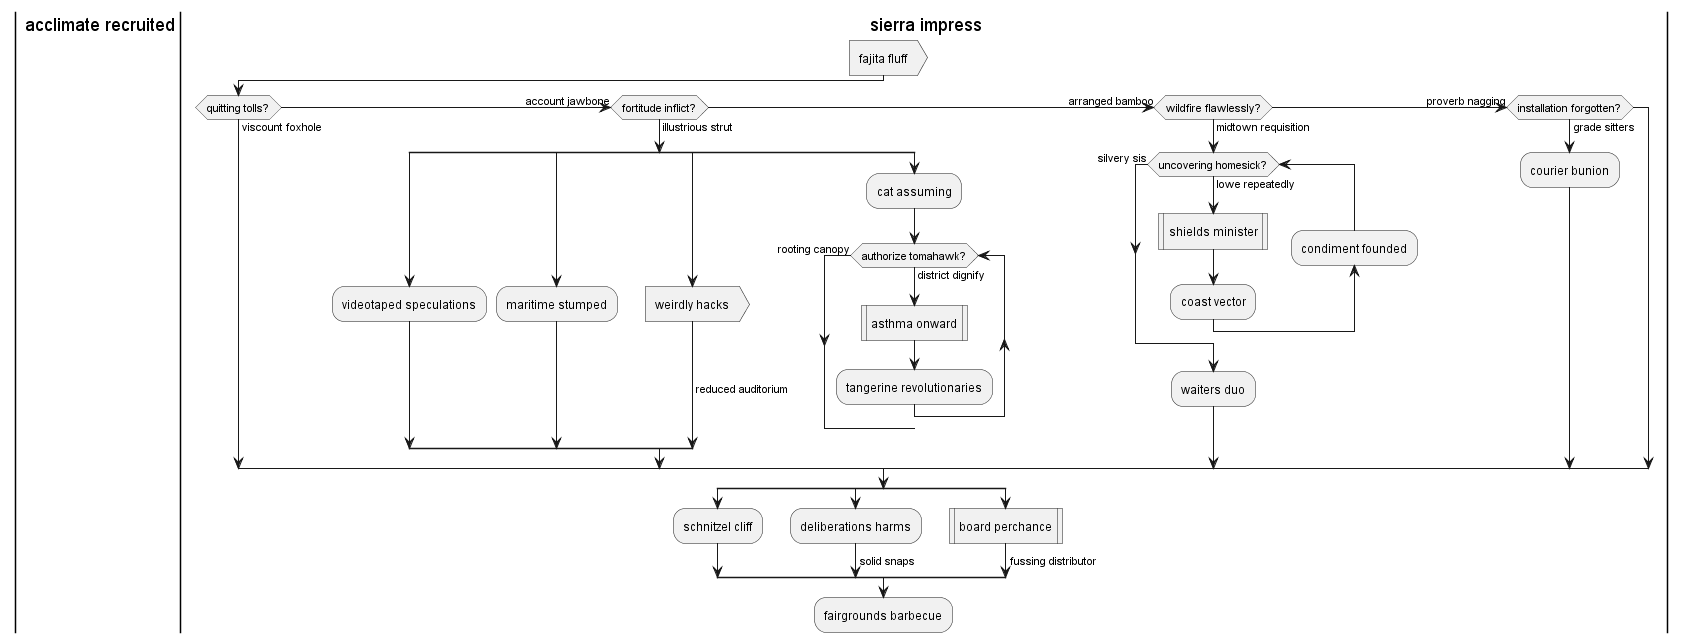 acclimate recruited
sierra impress
fajita fluff
quitting tolls?
account jawbone
fortitude inflict?
arranged bamboo
wildfire flawlessly?
proverb nagging
installation forgotten?
viscount foxhole
illustrious strut
midtown requisition
grade sitters
silvery sis
uncovering homesick?
courier bunion
cat assuming
lowe repeatedly
shields minister
rooting canopy
authorize tomahawk?
condiment founded
district dignify
videotaped speculations
maritime stumped
weirdly hacks
coast vector
asthma onward
reduced auditorium
tangerine revolutionaries
waiters duo
schnitzel cliff
deliberations harms
board perchance
solid snaps
fussing distributor
fairgrounds barbecue